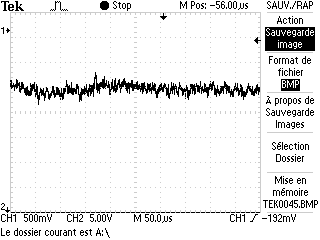 Tek Stop M Pos: -56.00µs SAUV./RAP
Action
Sauvegarde
image
Format de
fichier
BMP
À propos de
Sauvegarde
Images
Sélection
Dossier
Mise en
mémoire
TEK0045.BMP
1
2
CH1 500mV CH2 5.00V M 50.0µs CH1 -132mV
Le dossier courant est A:\